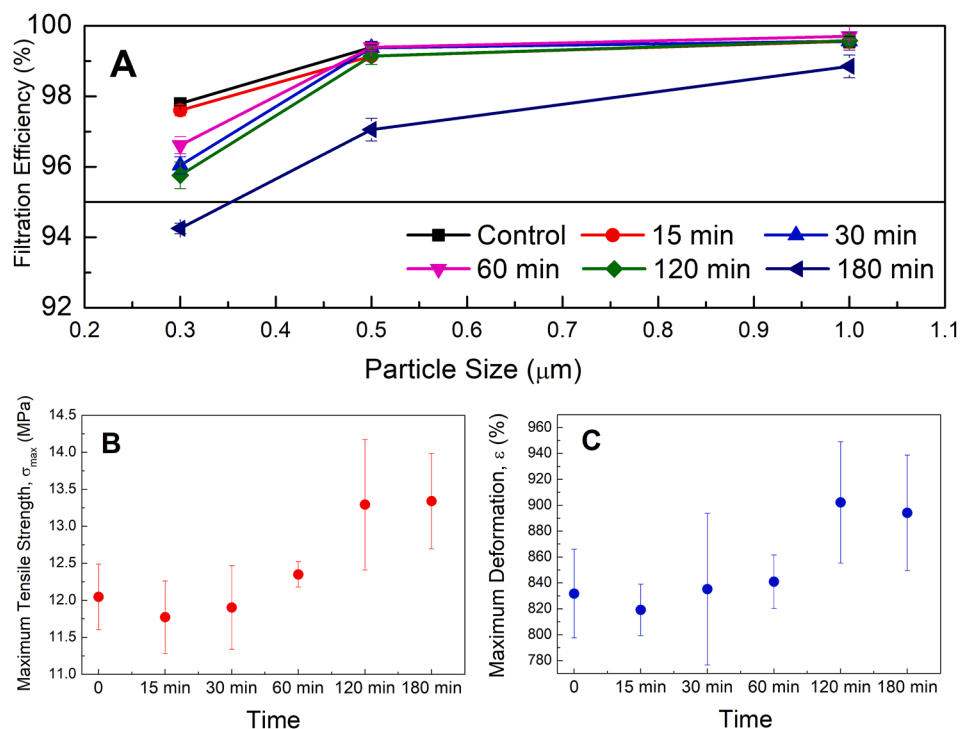 100
98
96
94
92
Filtration Efficiency (%)
A
Control 15 min 30 min
60 min 120 min 180 min
0.2 0.3 0.4 0.5 0.6 0.7 0.8 0.9 1.0 1.1
Particle Size (μm)
14.5
14.0
13.5
13.0
12.5
12.0
11.5
11.0
Maximum Tensile Strength, σmax (MPa)
B
0 15 min 30 min 60 min 120 min 180 min
Time
960
940
920
900
880
860
840
820
800
780
Maximum Deformation, ε (%)
C
0 15 min 30 min 60 min 120 min 180 min
Time